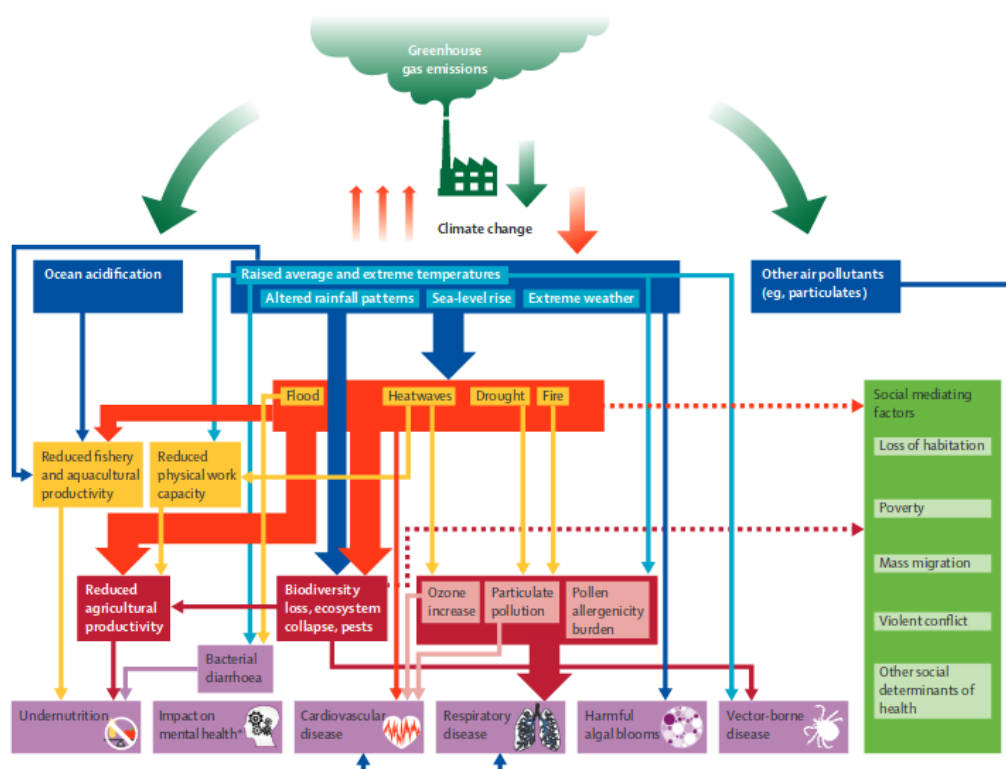 Greenhouse
gas emissions
Climate change
Ocean acidification
Raised average and extreme temperatures
Altered rainfall patterns
Sea-level rise
Extreme weather
Other air pollutants
(eg, particulates)
Flood
Heatwaves
Drought
Fire
Social mediating
factors
Loss of habitation
Poverty
Mass migration
Violent conflict
Other social
determinants of
health
Reduced fishery
and aquacultural
productivity
Reduced
physical work
capacity
Reduced
agricultural
productivity
Biodiversity
loss, ecosystem
collapse, pests
Ozone
increase
Particulate
pollution
Pollen
allergenicity
burden
Bacterial
diarrhoea
Undernutrition
Impact on
mental health*
Cardiovascular
disease
Respiratory
disease
Harmful
algal blooms
Vector-borne
disease